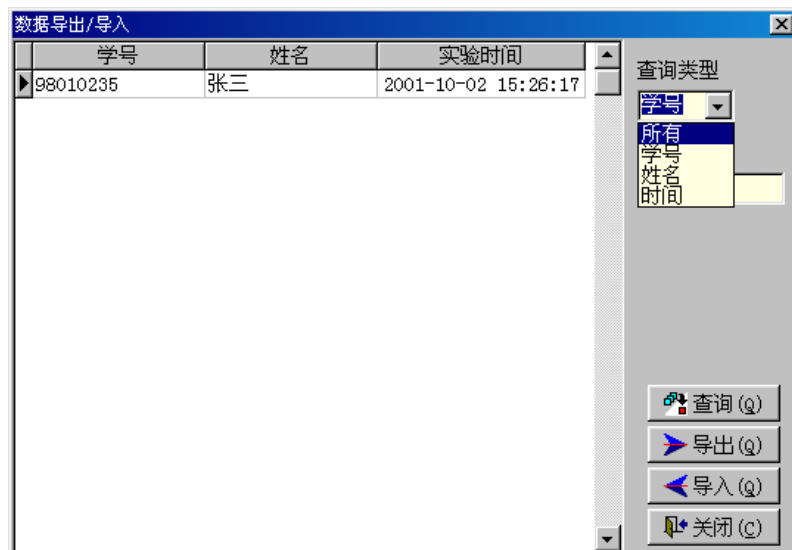 数据导出/导入
学号 姓名 实验时间
98010235 张三 2001-10-02 15:26:17
查询类型
学号
所有
学号
姓名
时间
查询(Q)
导出(Q)
导入(Q)
关闭(C)